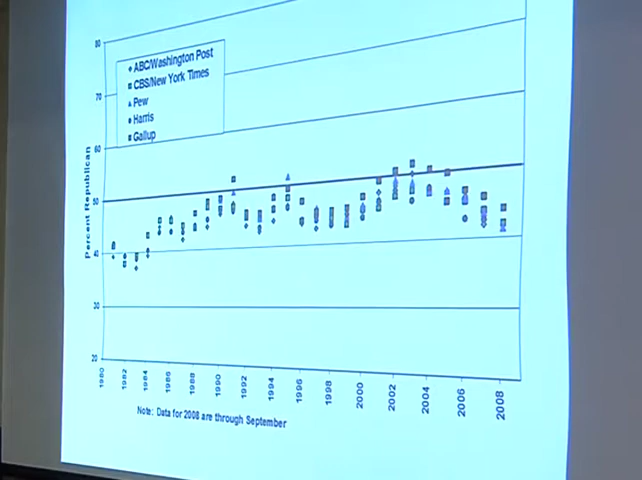 80
70
60
50
40
30
20
Percent Republican
ABC/Washington Post
CBS/New York Times
Pew
Harris
Gallup
1980 1982 1984 1986 1988 1990 1992 1994 1996 1998 2000 2002 2004 2006 2008
Note: Data for 2008 are through September